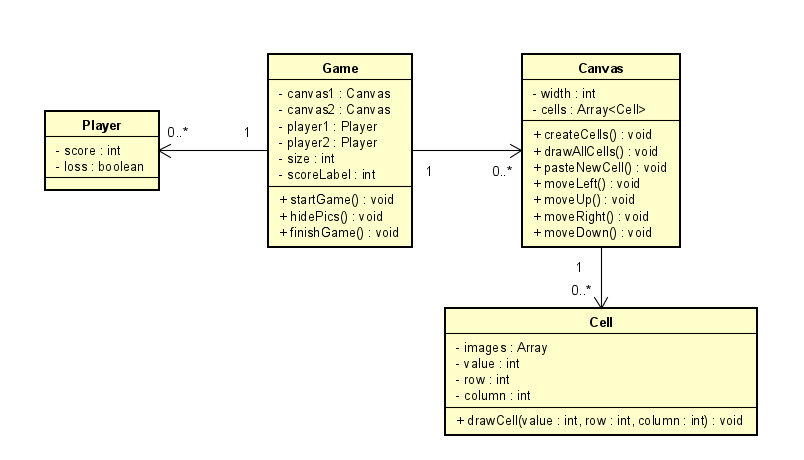 Player
- score : int
- loss : boolean
0..*
1
Game
- canvas1 : Canvas
- canvas2 : Canvas
- player1 : Player
- player2 : Player
- size : int
- scoreLabel : int
+ startGame() : void
+ hidePics() : void
+ finishGame() : void
1
0..*
Canvas
- width : int
- cells : Array<Cell>
+ createCells() : void
+ drawAllCells() : void
+ pasteNewCell() : void
+ moveLeft() : void
+ moveUp() : void
+ moveRight() : void
+ moveDown() : void
1
0..*
Cell
- images : Array
- value : int
- row : int
- column : int
+ drawCell(value : int, row : int, column : int) : void